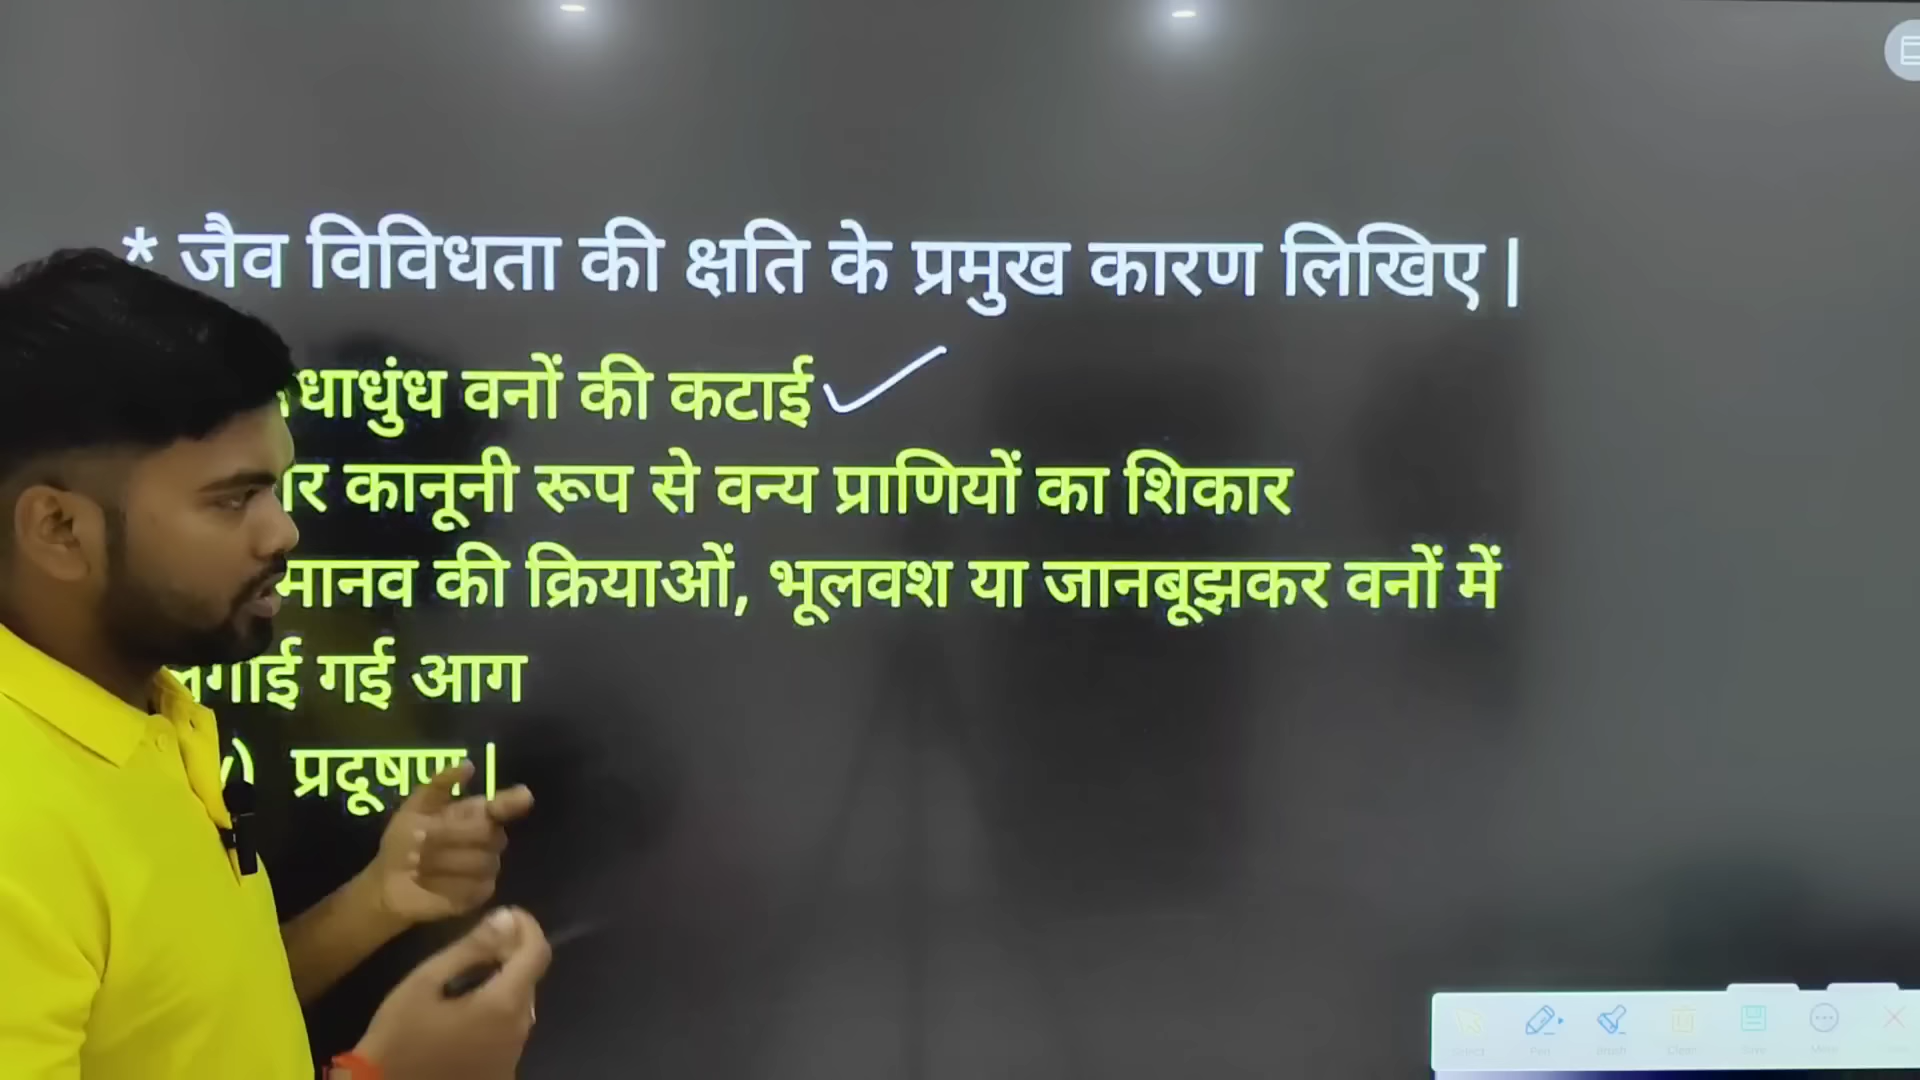 * जैव विविधता की क्षति के प्रमुख कारण लिखिए |
वनों की कटाई
कानूनी रूप से वन्य प्राणियों का शिकार
मानव की क्रियाओं, भूलवश या जानबूझकर वनों में
गई आग
प्रदूषण |